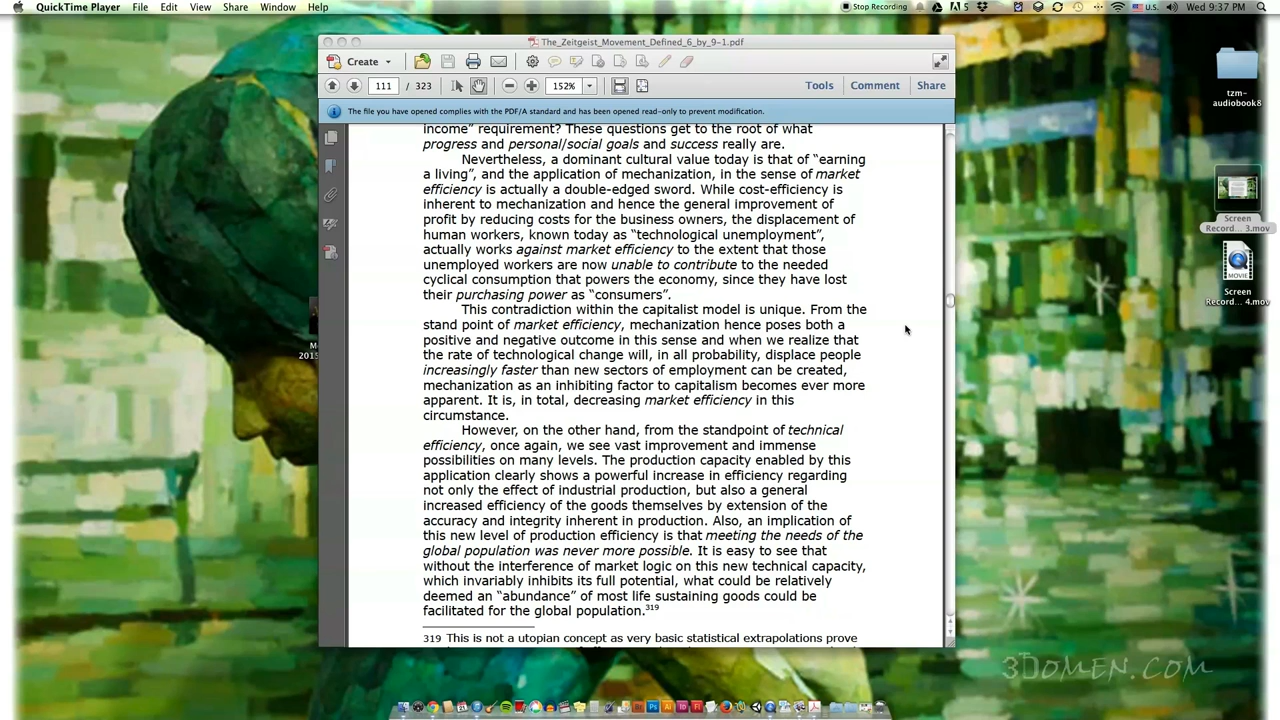 QuickTime Player File Edit View Share Window Help
Stop Recording
5
U.S.
Wed 9:37 PM
The_Zeitgeist_Movement_Defined_6_by_9-1.pdf
Create
111 / 323
152%
Tools Comment Share
The file you have opened complies with the PDF/A standard and has been opened read-only to prevent modification.
income” requirement? These questions get to the root of what
progress and personal/social goals and success really are.
Nevertheless, a dominant cultural value today is that of “earning
a living”, and the application of mechanization, in the sense of market
efficiency is actually a double-edged sword. While cost-efficiency is
inherent to mechanization and hence the general improvement of
profit by reducing costs for the business owners, the displacement of
human workers, known today as “technological unemployment”,
actually works against market efficiency to the extent that those
unemployed workers are now unable to contribute to the needed
cyclical consumption that powers the economy, since they have lost
their purchasing power as “consumers”.
This contradiction within the capitalist model is unique. From the
stand point of market efficiency, mechanization hence poses both a
positive and negative outcome in this sense and when we realize that
the rate of technological change will, in all probability, displace people
increasingly faster than new sectors of employment can be created,
mechanization as an inhibiting factor to capitalism becomes ever more
apparent. It is, in total, decreasing market efficiency in this
circumstance.
However, on the other hand, from the standpoint of technical
efficiency, once again, we see vast improvement and immense
possibilities on many levels. The production capacity enabled by this
application clearly shows a powerful increase in efficiency regarding
not only the effect of industrial production, but also a general
increased efficiency of the goods themselves by extension of the
accuracy and integrity inherent in production. Also, an implication of
this new level of production efficiency is that meeting the needs of the
global population was never more possible. It is easy to see that
without the interference of market logic on this new technical capacity,
which invariably inhibits its full potential, what could be relatively
deemed an “abundance” of most life sustaining goods could be
facilitated for the global population.319
319 This is not a utopian concept as very basic statistical extrapolations prove
tzm-
audiobook8
Screen
Record... 3.mov
MOVIE
Screen
Record... 4.mov
3DOMEN.COM